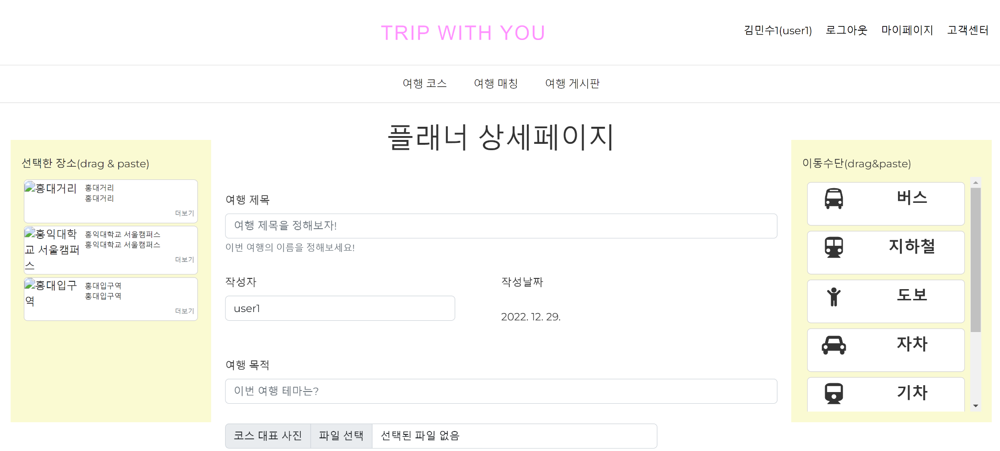 TRIP WITH YOU
김민수1(user1) 로그아웃 마이페이지 고객센터
여행 코스 여행 매칭 여행 게시판
플래너 상세페이지
선택한 장소(drag & paste)
홍대거리
홍대거리
홍대거리
더보기
홍익대학
교 서울캠퍼
스
홍익대학교 서울캠퍼스
홍익대학교 서울캠퍼스
더보기
홍대입구
역
홍대입구역
홍대입구역
더보기
여행 제목
여행 제목을 정해보자!
이번 여행의 이름을 정해보세요!
작성자
user1
작성날짜
2022. 12. 29.
여행 목적
이번 여행 테마는?
코스 대표 사진 파일 선택 선택된 파일 없음
이동수단(drag&paste)
버스
지하철
도보
자차
기차